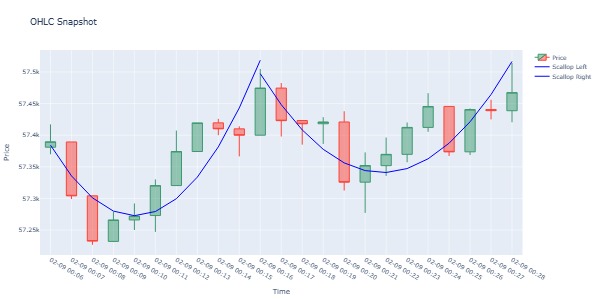 OHLC Snapshot
Price
Scallop Left
Scallop Right
57.5k
57.45k
57.4k
57.35k
57.3k
57.25k
Price
02-09 00:06
02-09 00:07
02-09 00:08
02-09 00:09
02-09 00:10
02-09 00:11
02-09 00:12
02-09 00:13
02-09 00:14
02-09 00:15
02-09 00:16
02-09 00:17
02-09 00:18
02-09 00:19
02-09 00:20
02-09 00:21
02-09 00:22
02-09 00:23
02-09 00:24
02-09 00:25
02-09 00:26
02-09 00:27
02-09 00:28
Time